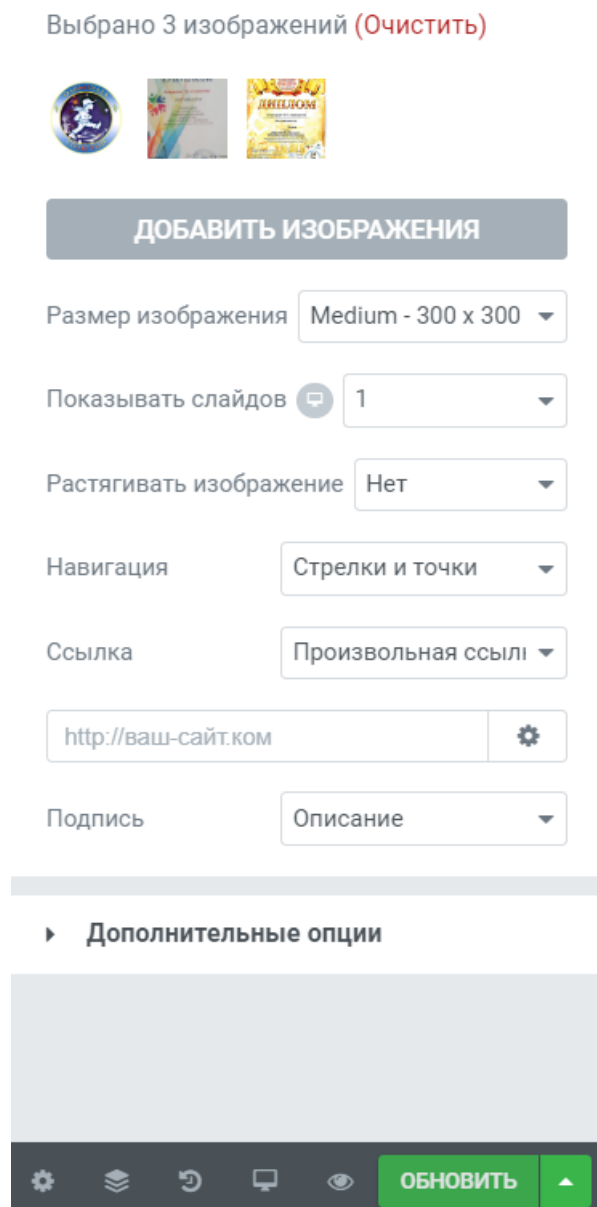 Выбрано 3 изображений (Очистить)
ДИПЛОМ
ДОБАВИТЬ ИЗОБРАЖЕНИЯ
Размер изображения Medium - 300 x 300
Показывать слайдов 1
Растягивать изображение Нет
Навигация Стрелки и точки
Ссылка Произвольная ссыл
http://ваш-сайт.ком
Подпись Описание
Дополнительные опции
ОБНОВИТЬ